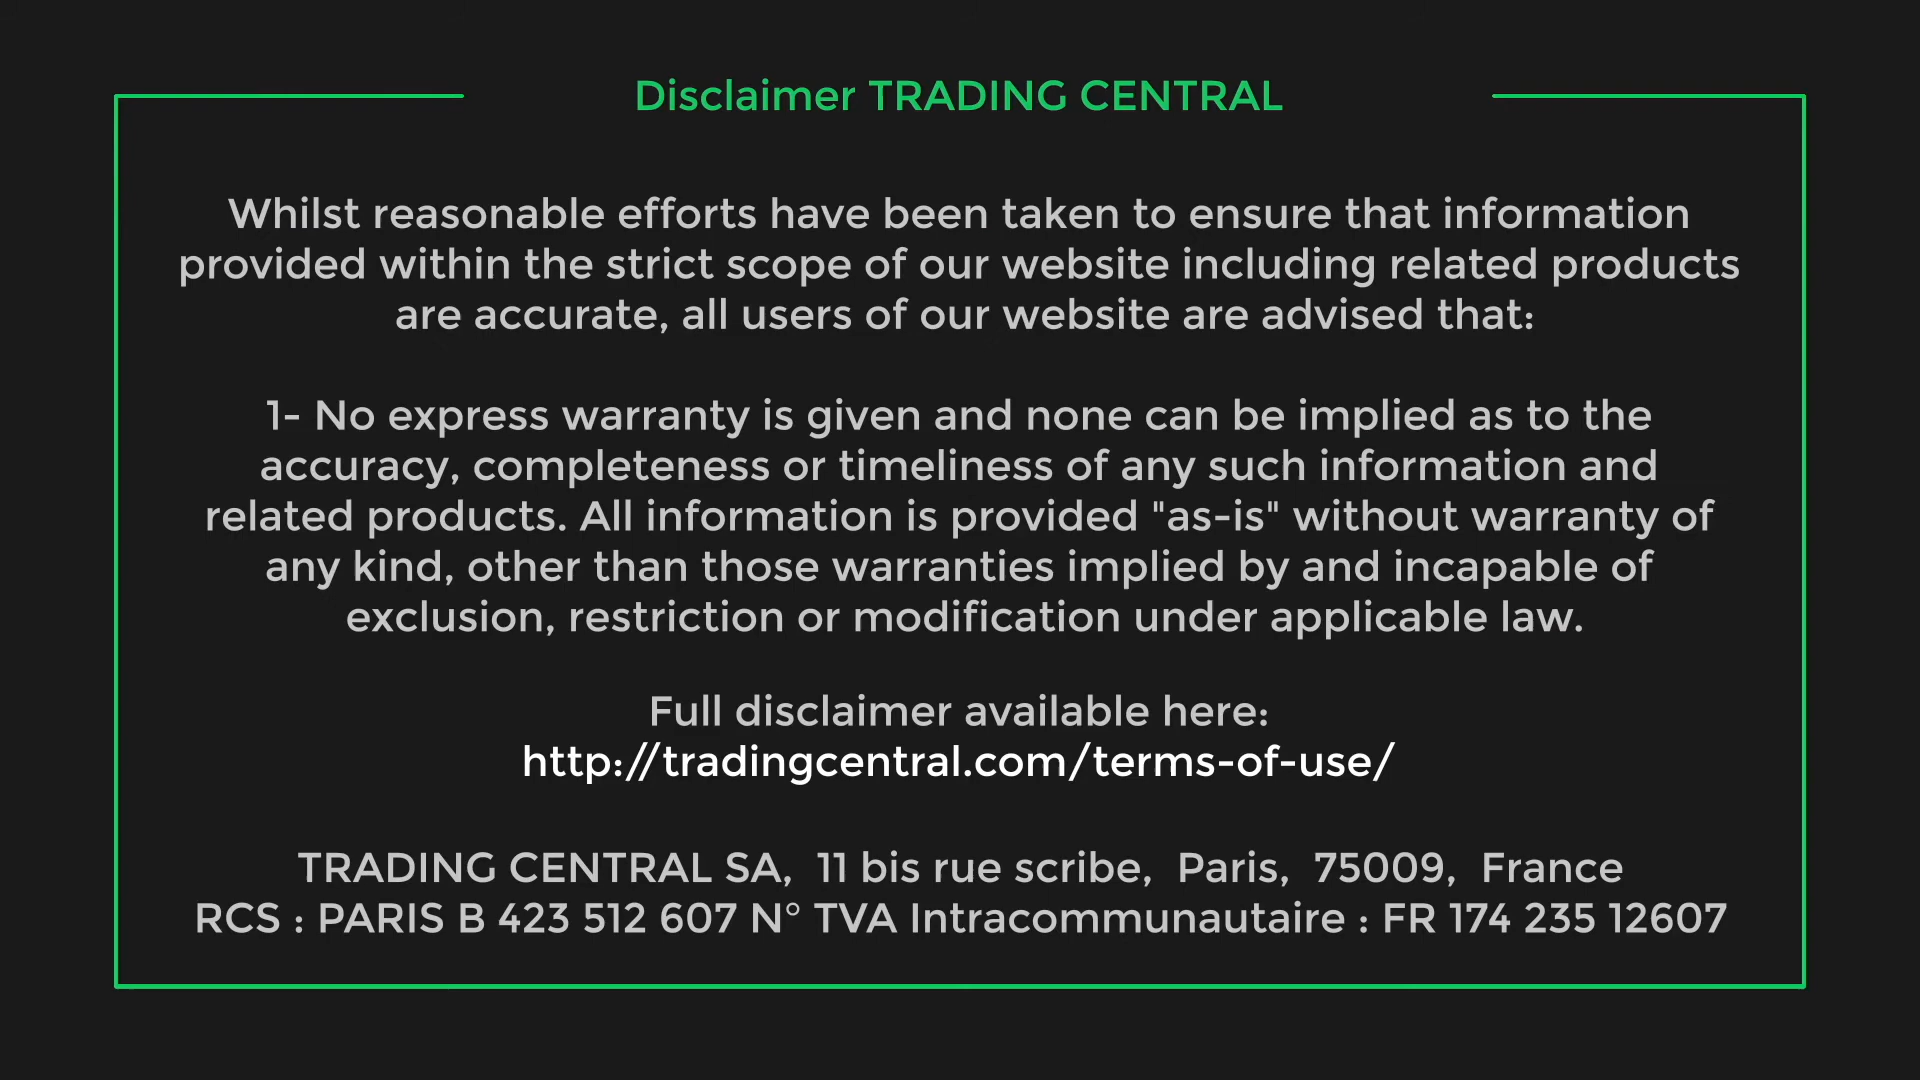 Disclaimer TRADING CENTRAL
Whilst reasonable efforts have been taken to ensure that information
provided within the strict scope of our website including related products
are accurate, all users of our website are advised that:
1- No express warranty is given and none can be implied as to the
accuracy, completeness or timeliness of any such information and
related products. All information is provided "as-is" without warranty of
any kind, other than those warranties implied by and incapable of
exclusion, restriction or modification under applicable law.
Full disclaimer available here:
http://tradingcentral.com/terms-of-use/
TRADING CENTRAL SA, 11 bis rue scribe, Paris, 75009, France
RCS : PARIS B 423 512 607 N° TVA Intracommunautaire : FR 174 235 12607